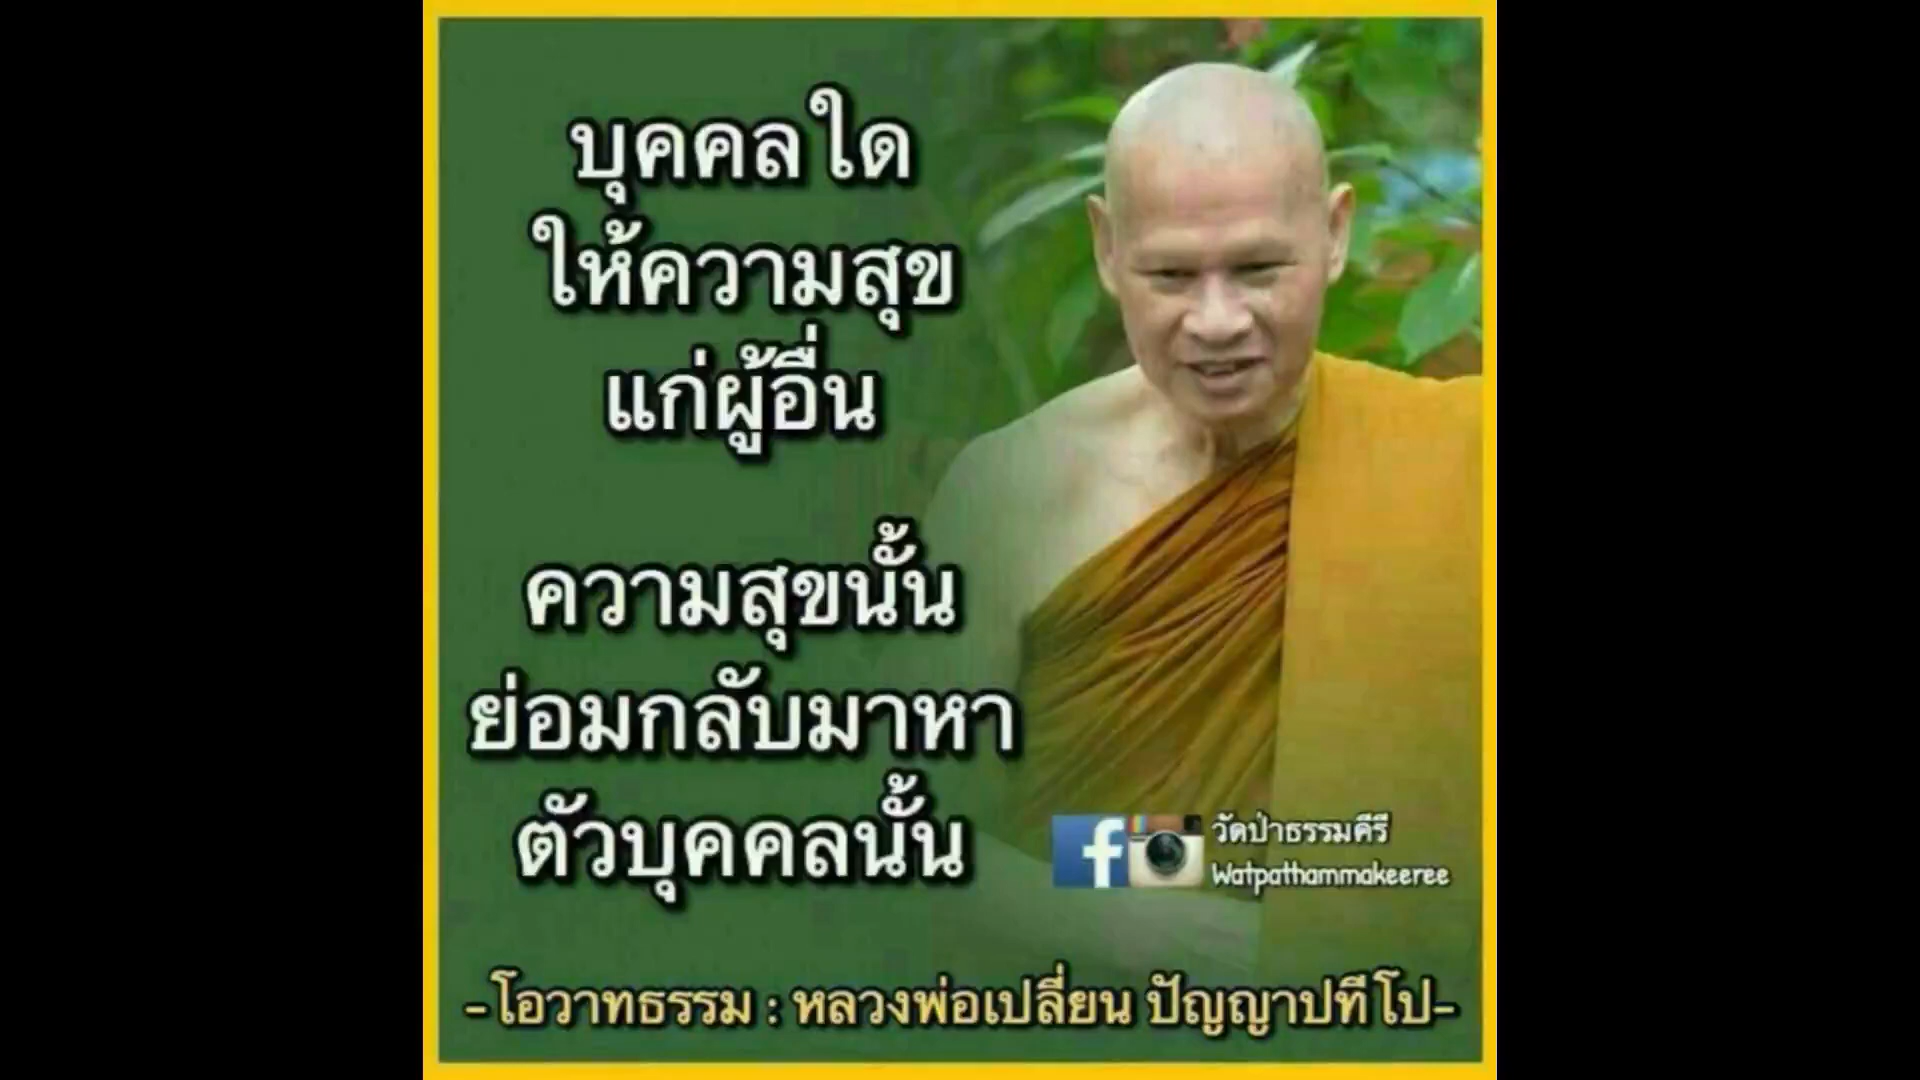 บุคคลใด
ให้ความสุข
แก่ผู้อื่น
ความสุขนั้น
ย่อมกลับมาหา
ตัวบุคคลนั้น
วัดป่าธรรมคีรี
Watpathammakeeree
-โอวาทธรรม : หลวงพ่อเปลี่ยน ปัญญาปทีโป-